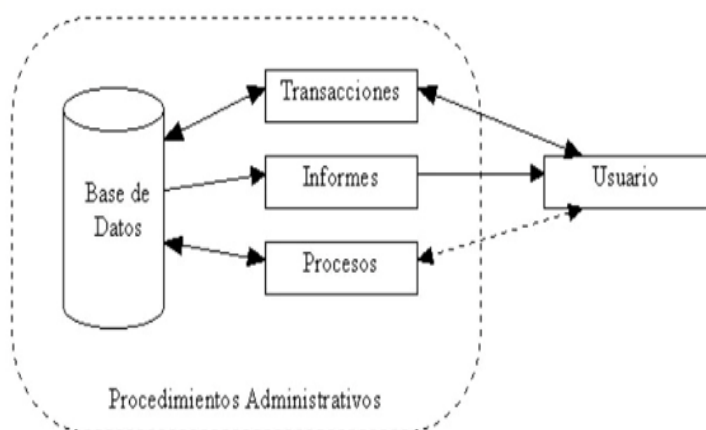 Transacciones
Informes
Usuario
Base de
Datos
Procesos
Procedimientos Administrativos